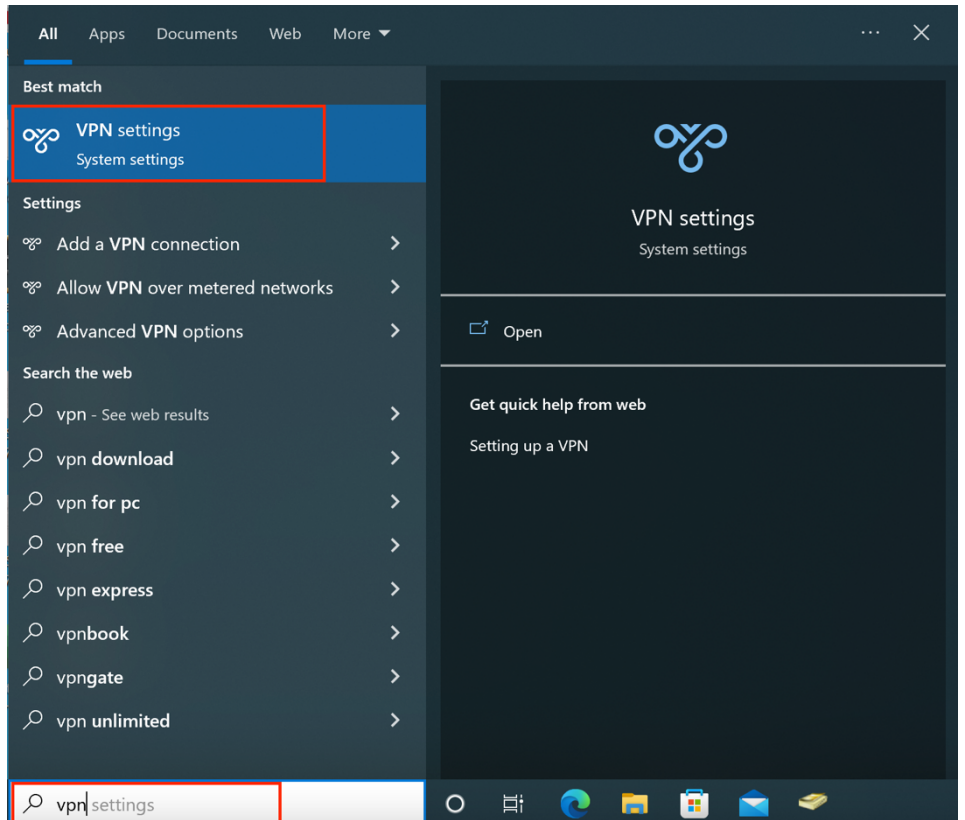 All Apps Documents Web More
Best match
VPN settings
System settings
Settings
Add a VPN connection
Allow VPN over metered networks
Advanced VPN options
Search the web
vpn - See web results
vpn download
vpn for pc
vpn free
vpn express
vpnbook
vpngate
vpn unlimited
vpn settings
VPN settings
System settings
Open
Get quick help from web
Setting up a VPN